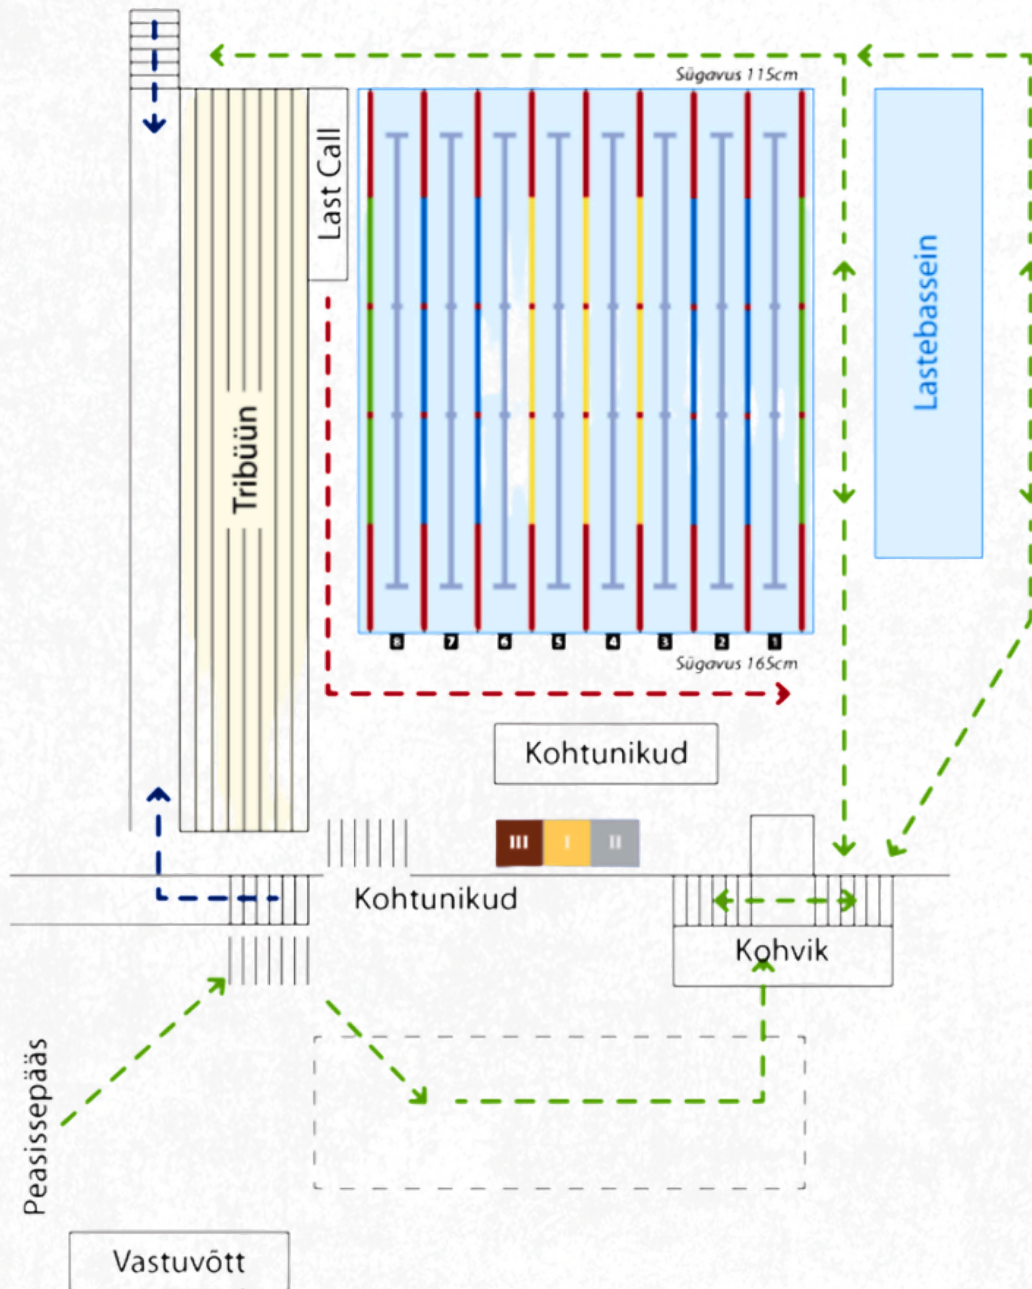 Sügavus 115cm
Last Call
Lastebassein
Tribüün
8 7 6 5 4 3 2 1
Sügavus 165cm
Kohtunikud
III I II
Kohtunikud
Kohvik
Peasissepääs
Vastuvõtt